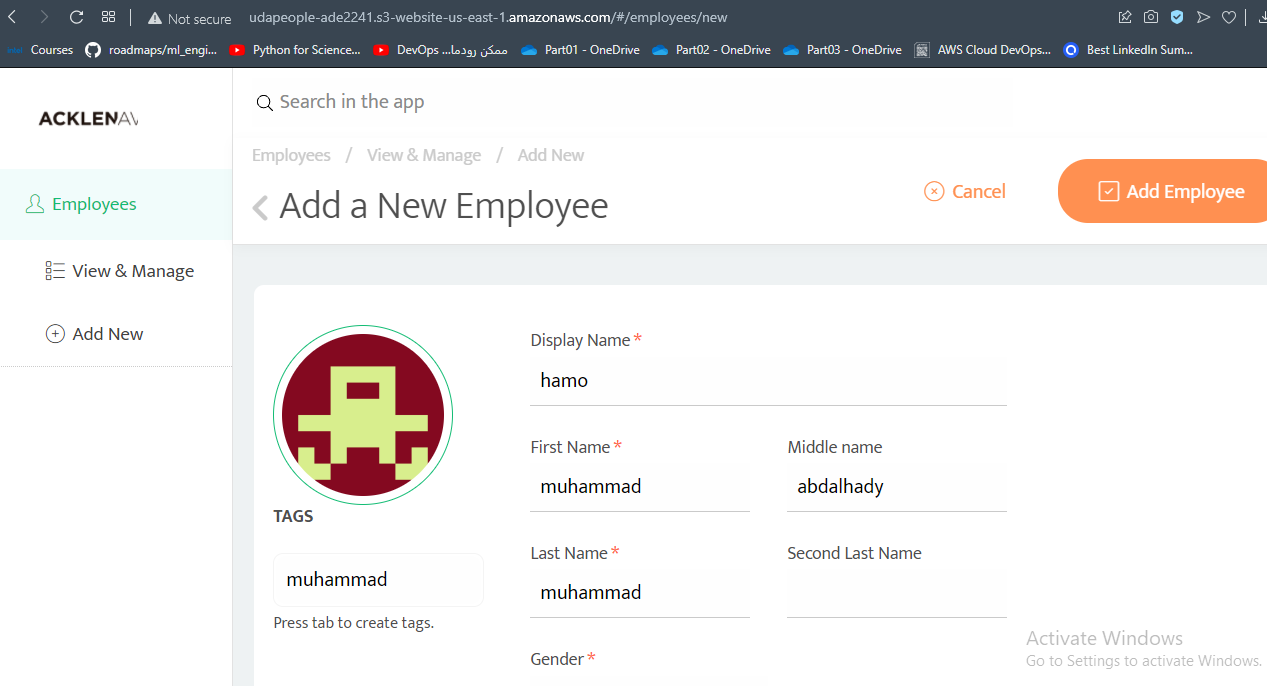 Not secure udapeople-ade2241.s3-website-us-east-1.amazonaws.com/#/employees/new
Courses roadmaps/ml_engi... Python for Science... DevOps ...ممكن رودما Part01 - OneDrive Part02 - OneDrive Part03 - OneDrive AWS Cloud DevOps... Best LinkedIn Sum...
ACKLENAV
Search in the app
Employees / View & Manage / Add New
Add a New Employee
Cancel
Add Employee
Employees
View & Manage
Add New
TAGS
muhammad
Press tab to create tags.
Display Name *
hamo
First Name * Middle name
muhammad abdalhady
Last Name * Second Last Name
muhammad
Gender *
Activate Windows
Go to Settings to activate Windows.